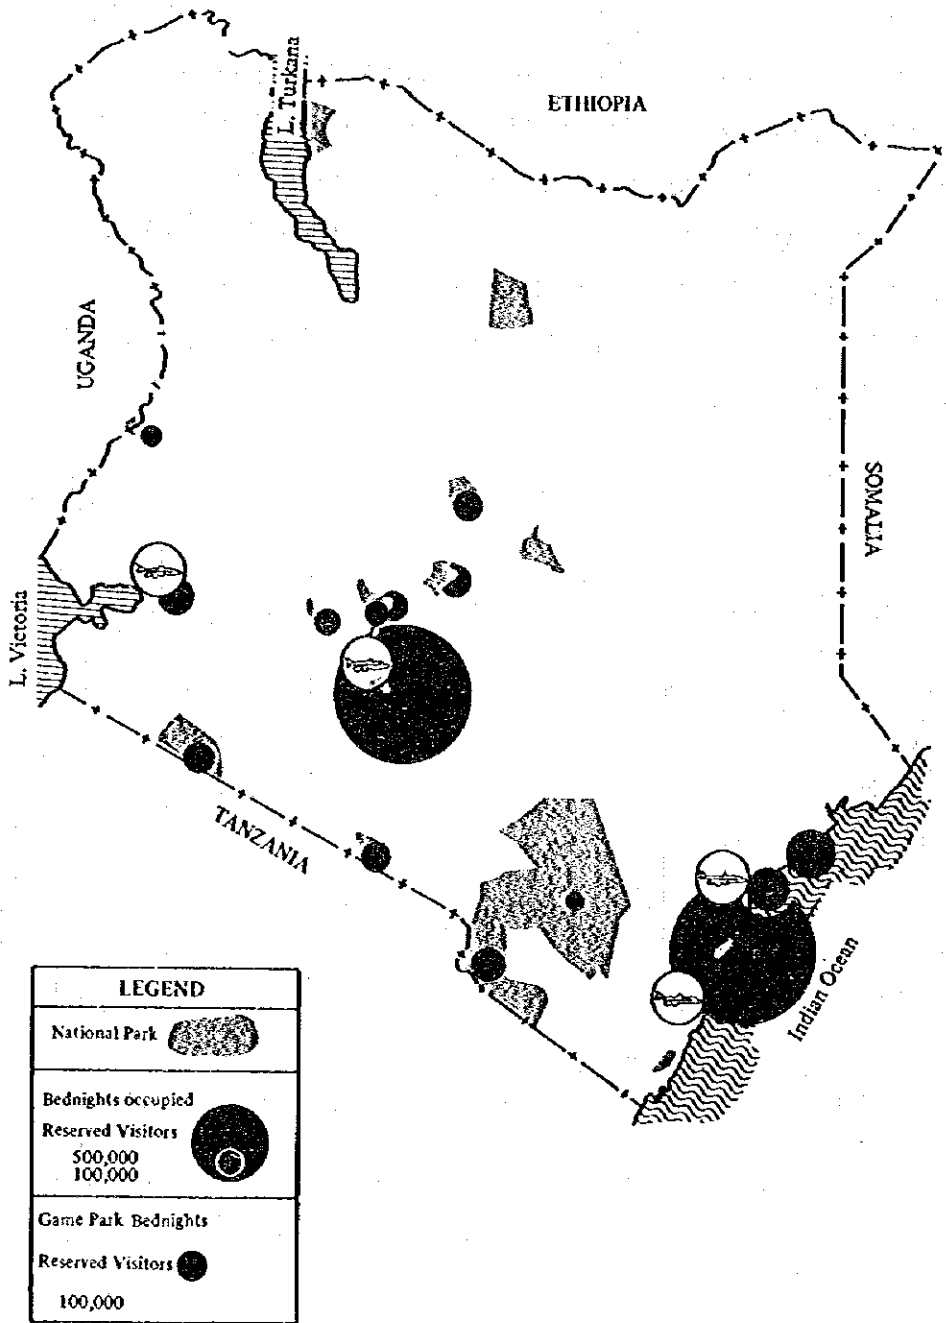 L. Turkana
ETHIOPIA
UGANDA
SOMALIA
L. Victoria
TANZANIA
Indian Ocean
LEGEND
National Park
Bednights occupied
Reserved Visitors
500,000
100,000
Game Park Bednights
Reserved Visitors
100,000